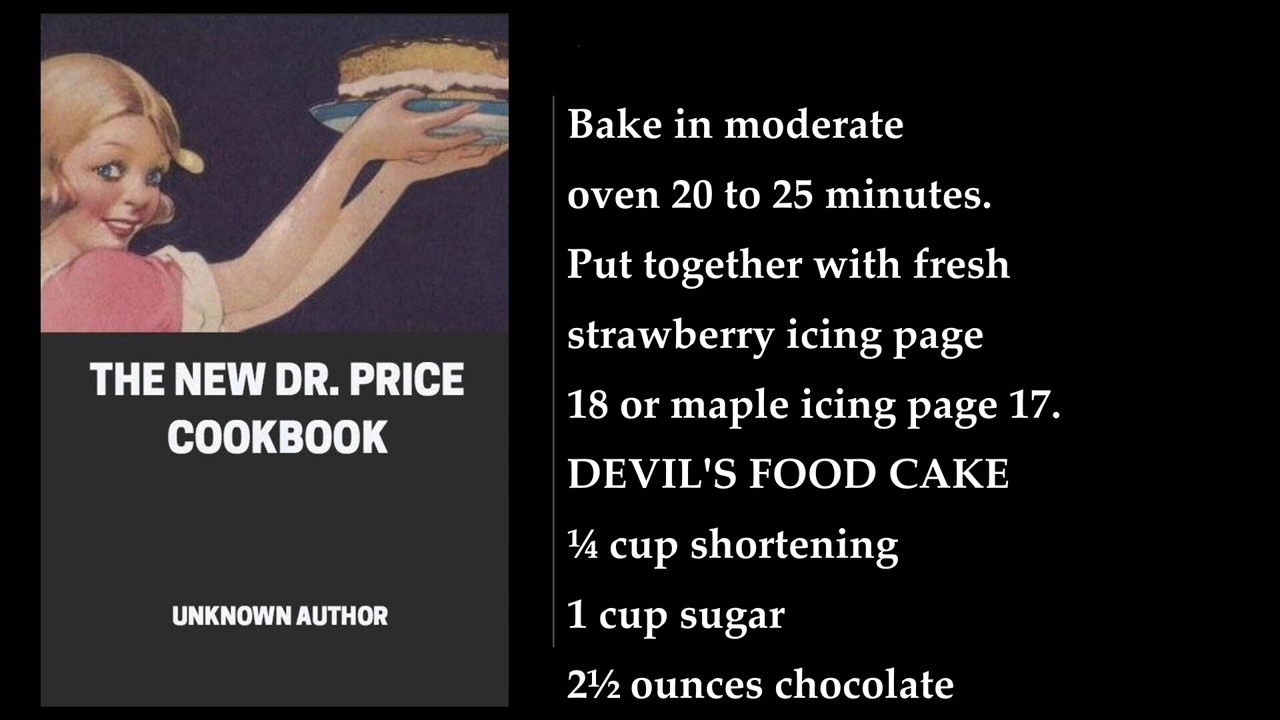 THE NEW DR. PRICE
COOKBOOK
UNKNOWN AUTHOR
Bake in moderate
oven 20 to 25 minutes.
Put together with fresh
strawberry icing page
18 or maple icing page 17.
DEVIL'S FOOD CAKE
¼ cup shortening
1 cup sugar
2½ ounces chocolate